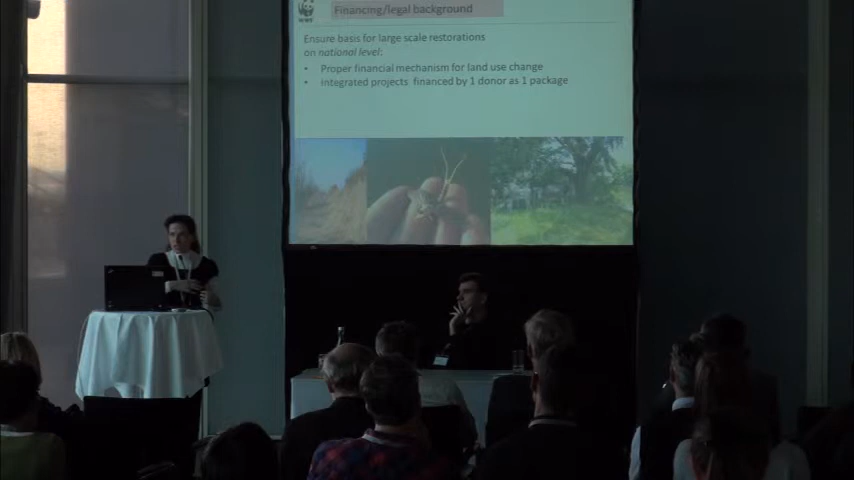 WWF
Financing/legal background
Ensure basis for large scale restorations
on national level:
• Proper financial mechanism for land use change
• Integrated projects financed by 1 donor as 1 package